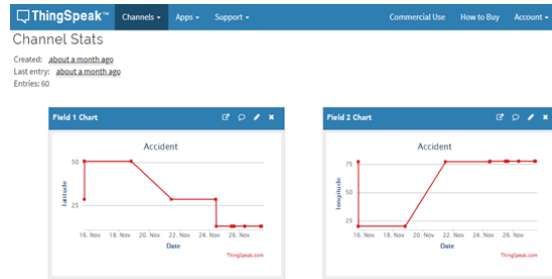 ThingSpeak™ Channels Apps Support Commercial Use How to Buy Account
Channel Stats
Created: about a month ago
Last entry: about a month ago
Entries: 60
Field 1 Chart
Accident
50
25
Latitude
16. Nov 18. Nov 20. Nov 22. Nov 24. Nov 26. Nov
Date
ThingSpeak.com
Field 2 Chart
Accident
75
50
25
longitude
16. Nov 18. Nov 20. Nov 22. Nov 24. Nov 26. Nov
Date
ThingSpeak.com